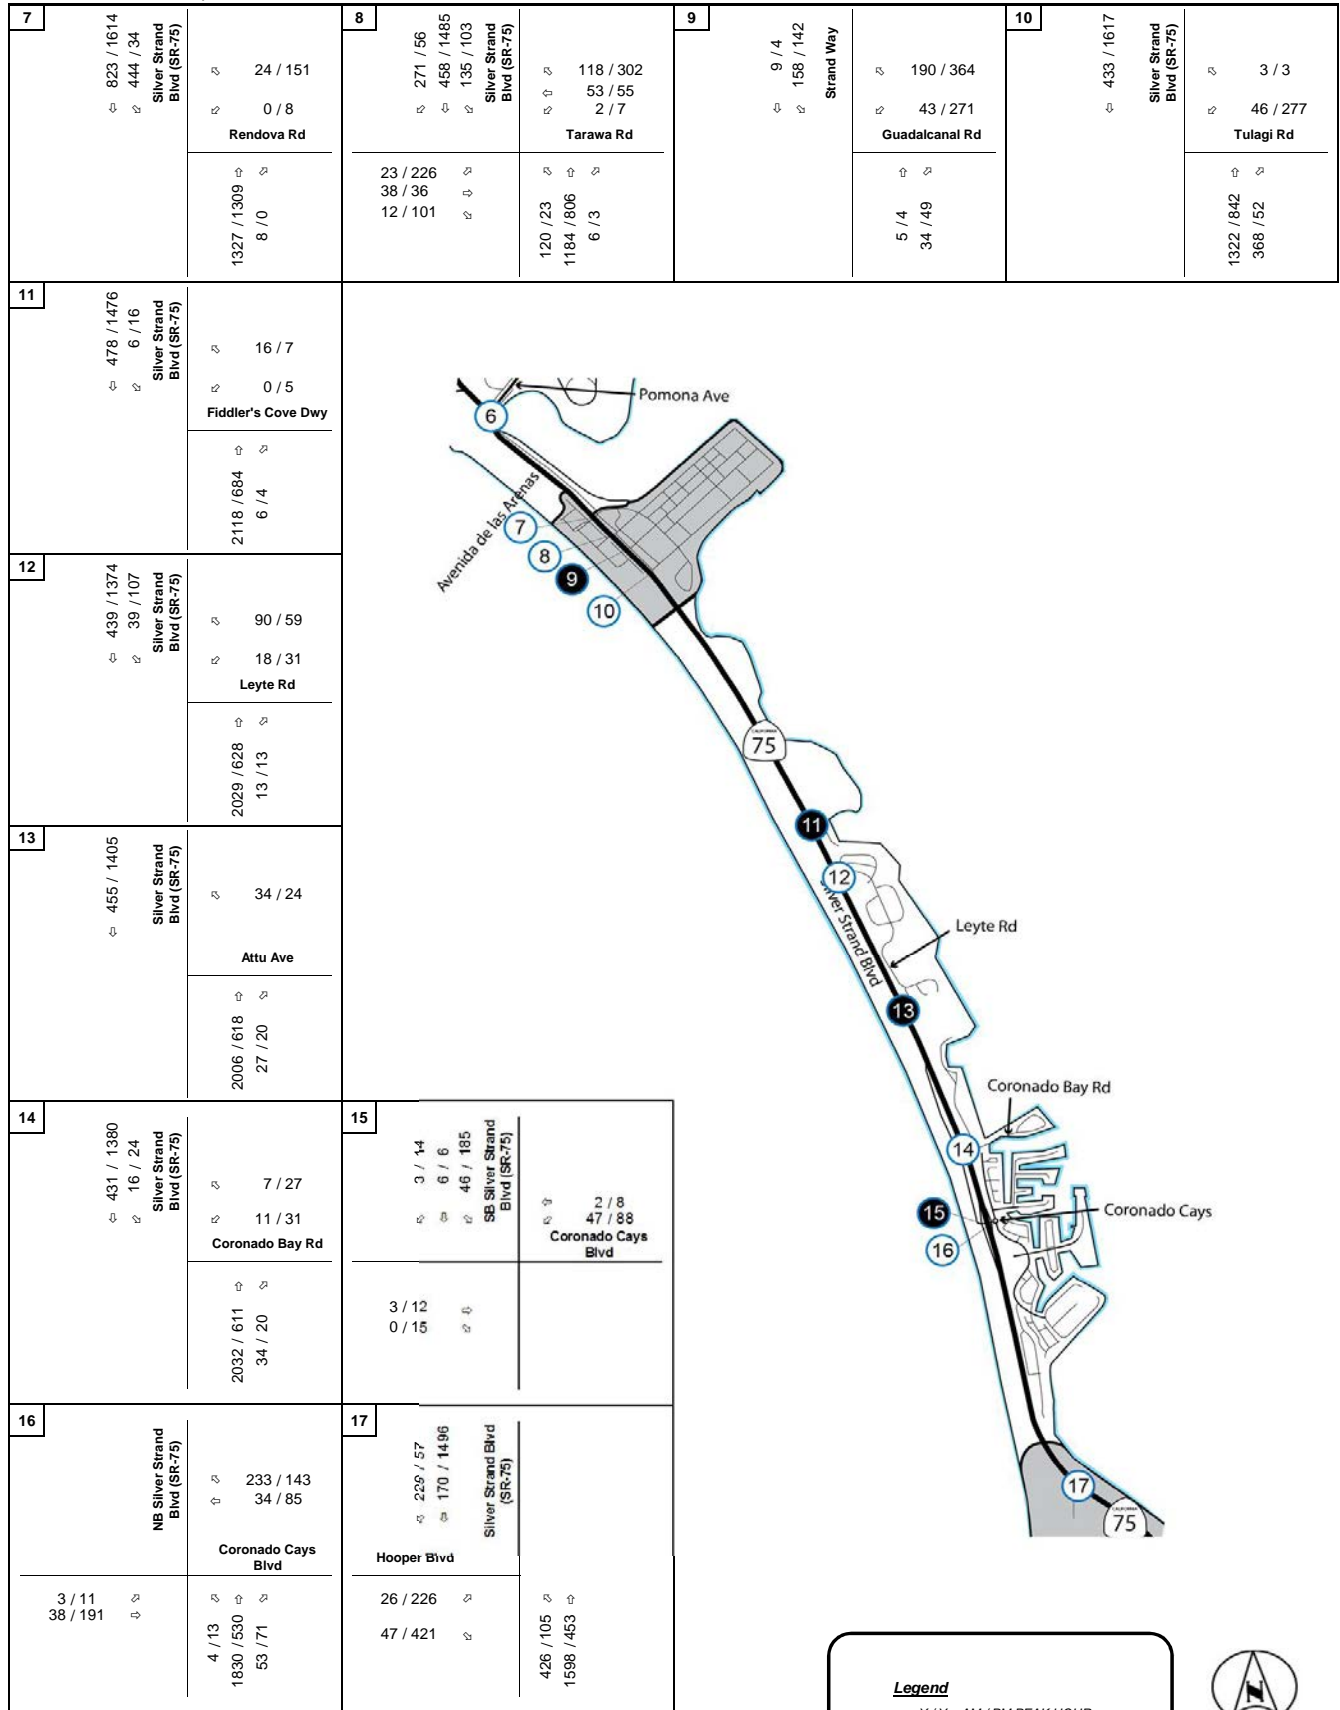 7
823 / 1614
444 / 34
Silver Strand
Blvd (SR-75)
24 / 151
0 / 8
Rendova Rd
1327 / 1309
8 / 0
8
271 / 56
458 / 1485
135 / 103
Silver Strand
Blvd (SR-75)
118 / 302
53 / 55
2 / 7
Tarawa Rd
23 / 226
38 / 36
12 / 101
120 / 23
1184 / 806
6 / 3
9
9 / 4
158 / 142
Strand Way
190 / 364
43 / 271
Guadalcanal Rd
5 / 4
34 / 49
10
433 / 1617
Silver Strand
Blvd (SR-75)
3 / 3
46 / 277
Tulagi Rd
1322 / 842
368 / 52
11
478 / 1476
6 / 16
Silver Strand
Blvd (SR-75)
16 / 7
0 / 5
Fiddler's Cove Dwy
2118 / 684
6 / 4
12
439 / 1374
39 / 107
Silver Strand
Blvd (SR-75)
90 / 59
18 / 31
Leyte Rd
2029 / 628
13 / 13
13
455 / 1405
Silver Strand
Blvd (SR-75)
34 / 24
Attu Ave
2006 / 618
27 / 20
14
431 / 1380
16 / 24
Silver Strand
Blvd (SR-75)
7 / 27
11 / 31
Coronado Bay Rd
2032 / 611
34 / 20
15
3 / 14
6 / 6
46 / 185
SB Silver Strand
Blvd (SR-75)
2 / 8
47 / 88
Coronado Cays
Blvd
3 / 12
0 / 15
16
NB Silver Strand
Blvd (SR-75)
233 / 143
34 / 85
Coronado Cays
Blvd
3 / 11
38 / 191
4 / 13
1830 / 530
53 / 71
17
229 / 57
170 / 1496
Silver Strand Blvd
(SR-75)
Hooper Blvd
26 / 226
47 / 421
426 / 105
1598 / 453
Pomona Ave
6
Avenida de las Arenas
7
8
9
10
CALIFORNIA
75
11
12
Silver Strand Blvd
Leyte Rd
13
Coronado Bay Rd
14
15
Coronado Cays
16
17
CALIFORNIA
75
Legend
N